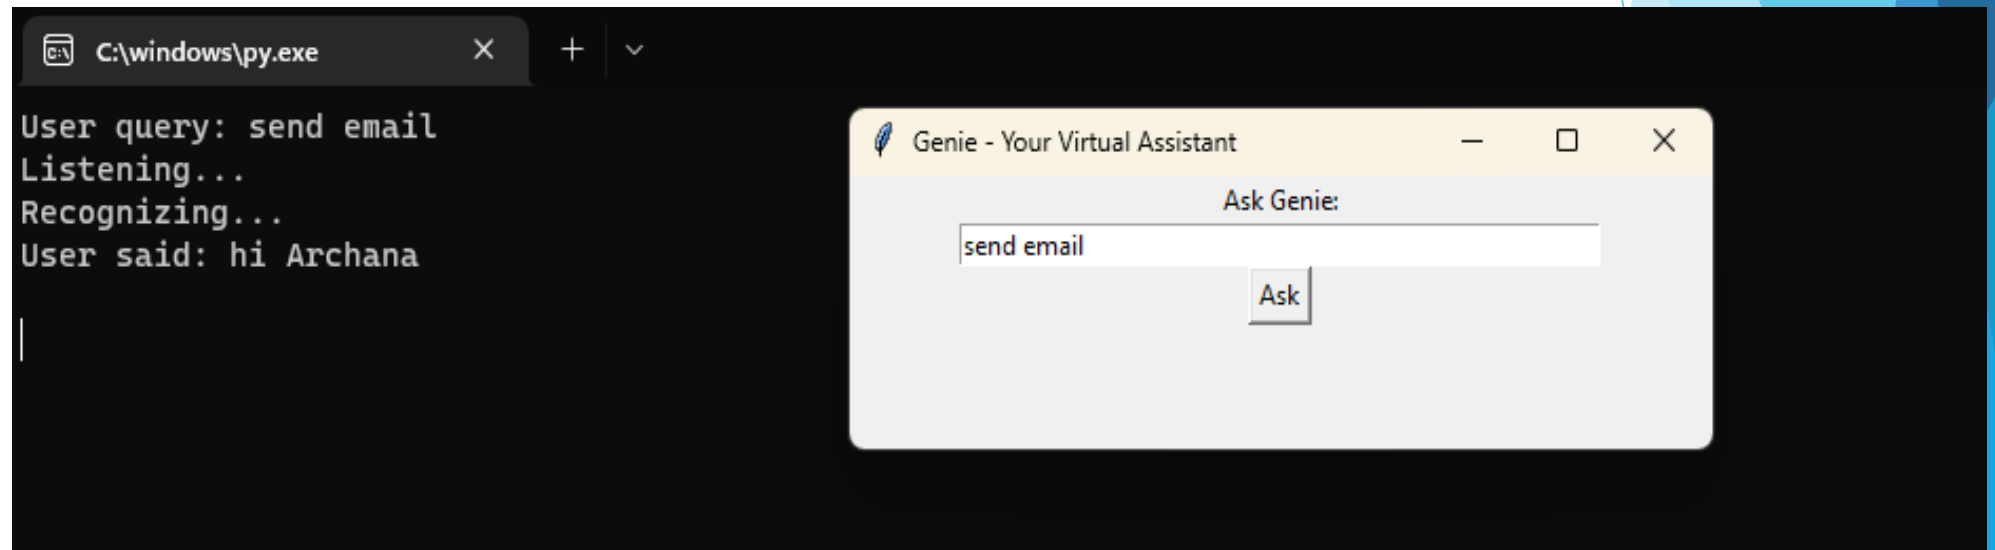 C:\windows\py.exe
User query: send email
Listening...
Recognizing...
User said: hi Archana
Genie - Your Virtual Assistant
Ask Genie:
send email
Ask